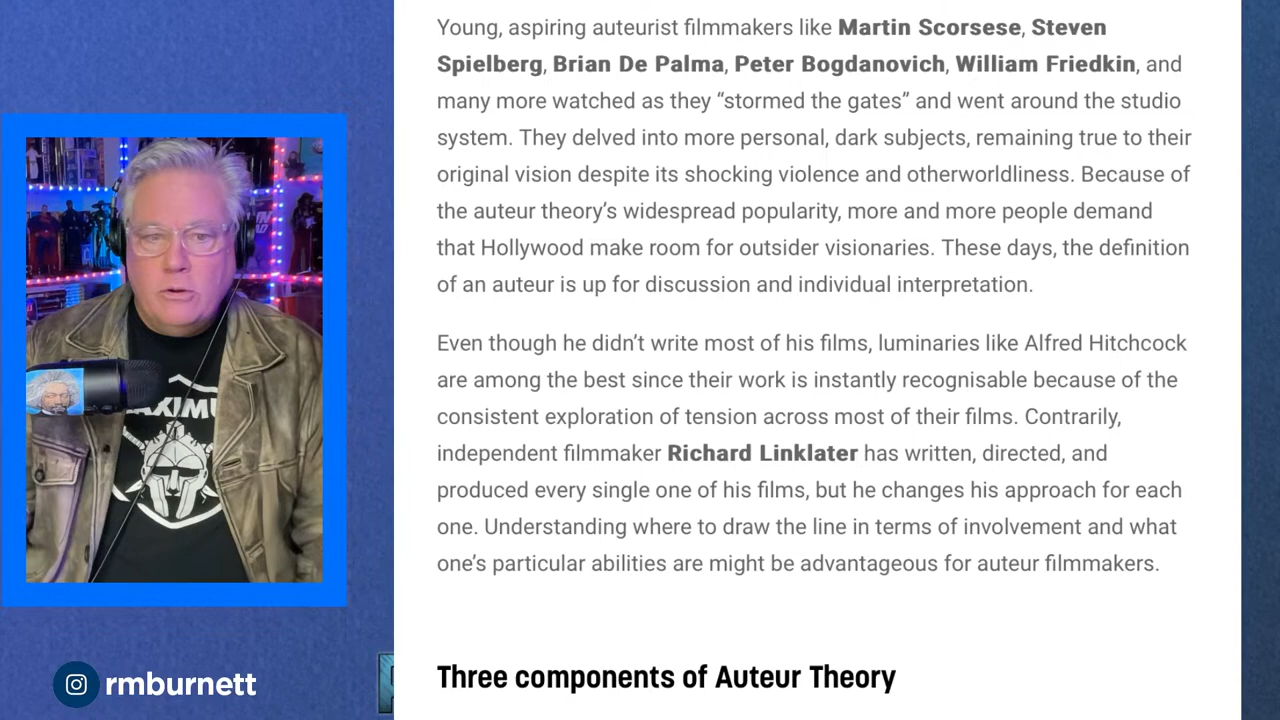 Young, aspiring auteurist filmmakers like Martin Scorsese, Steven
Spielberg, Brian De Palma, Peter Bogdanovich, William Friedkin, and
many more watched as they “stormed the gates” and went around the studio
system. They delved into more personal, dark subjects, remaining true to their
original vision despite its shocking violence and otherworldliness. Because of
the auteur theory’s widespread popularity, more and more people demand
that Hollywood make room for outsider visionaries. These days, the definition
of an auteur is up for discussion and individual interpretation.
Even though he didn’t write most of his films, luminaries like Alfred Hitchcock
are among the best since their work is instantly recognisable because of the
consistent exploration of tension across most of their films. Contrarily,
independent filmmaker Richard Linklater has written, directed, and
produced every single one of his films, but he changes his approach for each
one. Understanding where to draw the line in terms of involvement and what
one’s particular abilities are might be advantageous for auteur filmmakers.
Three components of Auteur Theory
rmburnett